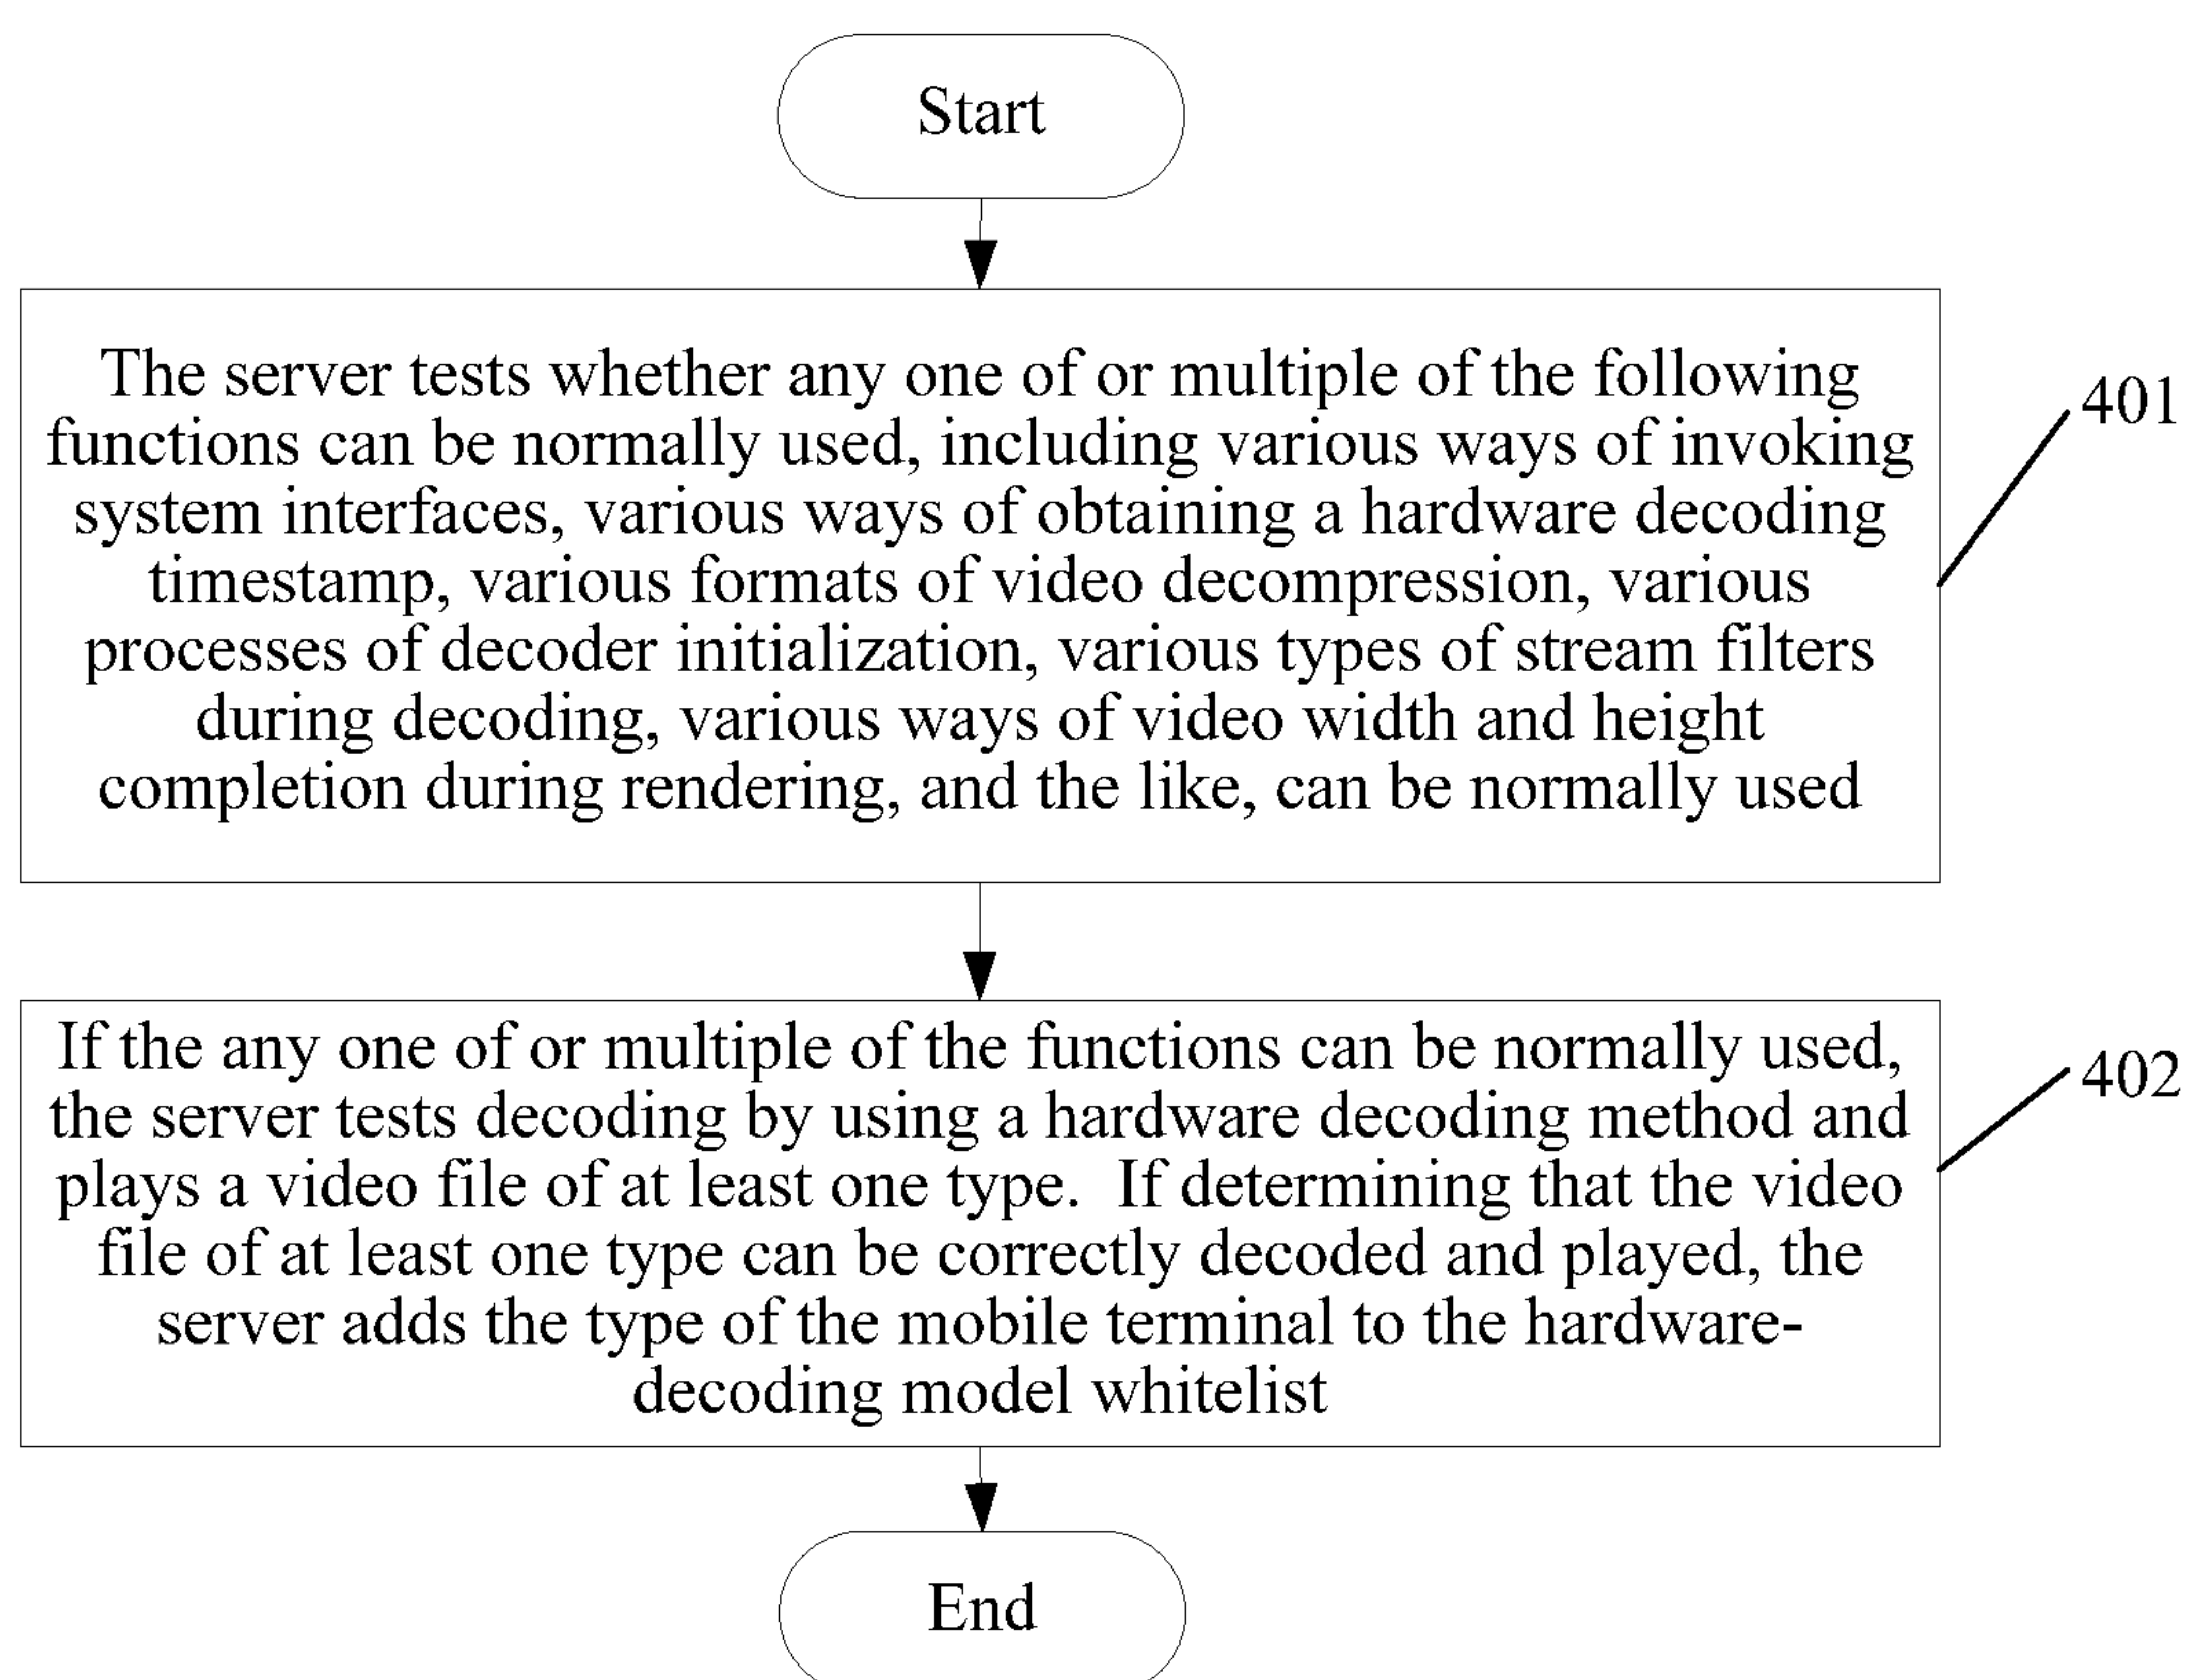 Start
The server tests whether any one of or multiple of the following
functions can be normally used, including various ways of invoking
system interfaces, various ways of obtaining a hardware decoding
timestamp, various formats of video decompression, various
processes of decoder initialization, various types of stream filters
during decoding, various ways of video width and height
completion during rendering, and the like, can be normally used
401
If the any one of or multiple of the functions can be normally used,
the server tests decoding by using a hardware decoding method and
plays a video file of at least one type.  If determining that the video
file of at least one type can be correctly decoded and played, the
server adds the type of the mobile terminal to the hardware-
decoding model whitelist
402
End